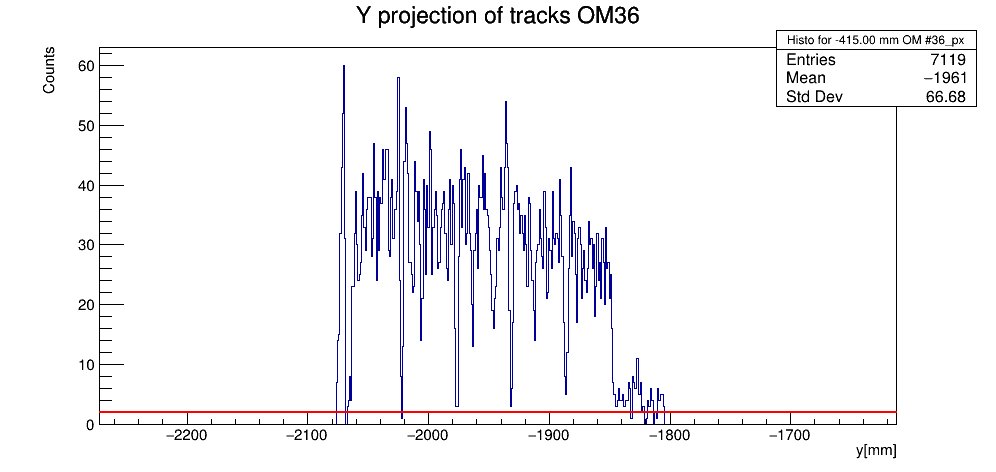 Y projection of tracks OM36
Histo for -415.00 mm OM #36_px
Entries 7119
Mean −1961
Std Dev 66.68
Counts
60
50
40
30
20
10
0
−2200 −2100 −2000 −1900 −1800 −1700
y[mm]